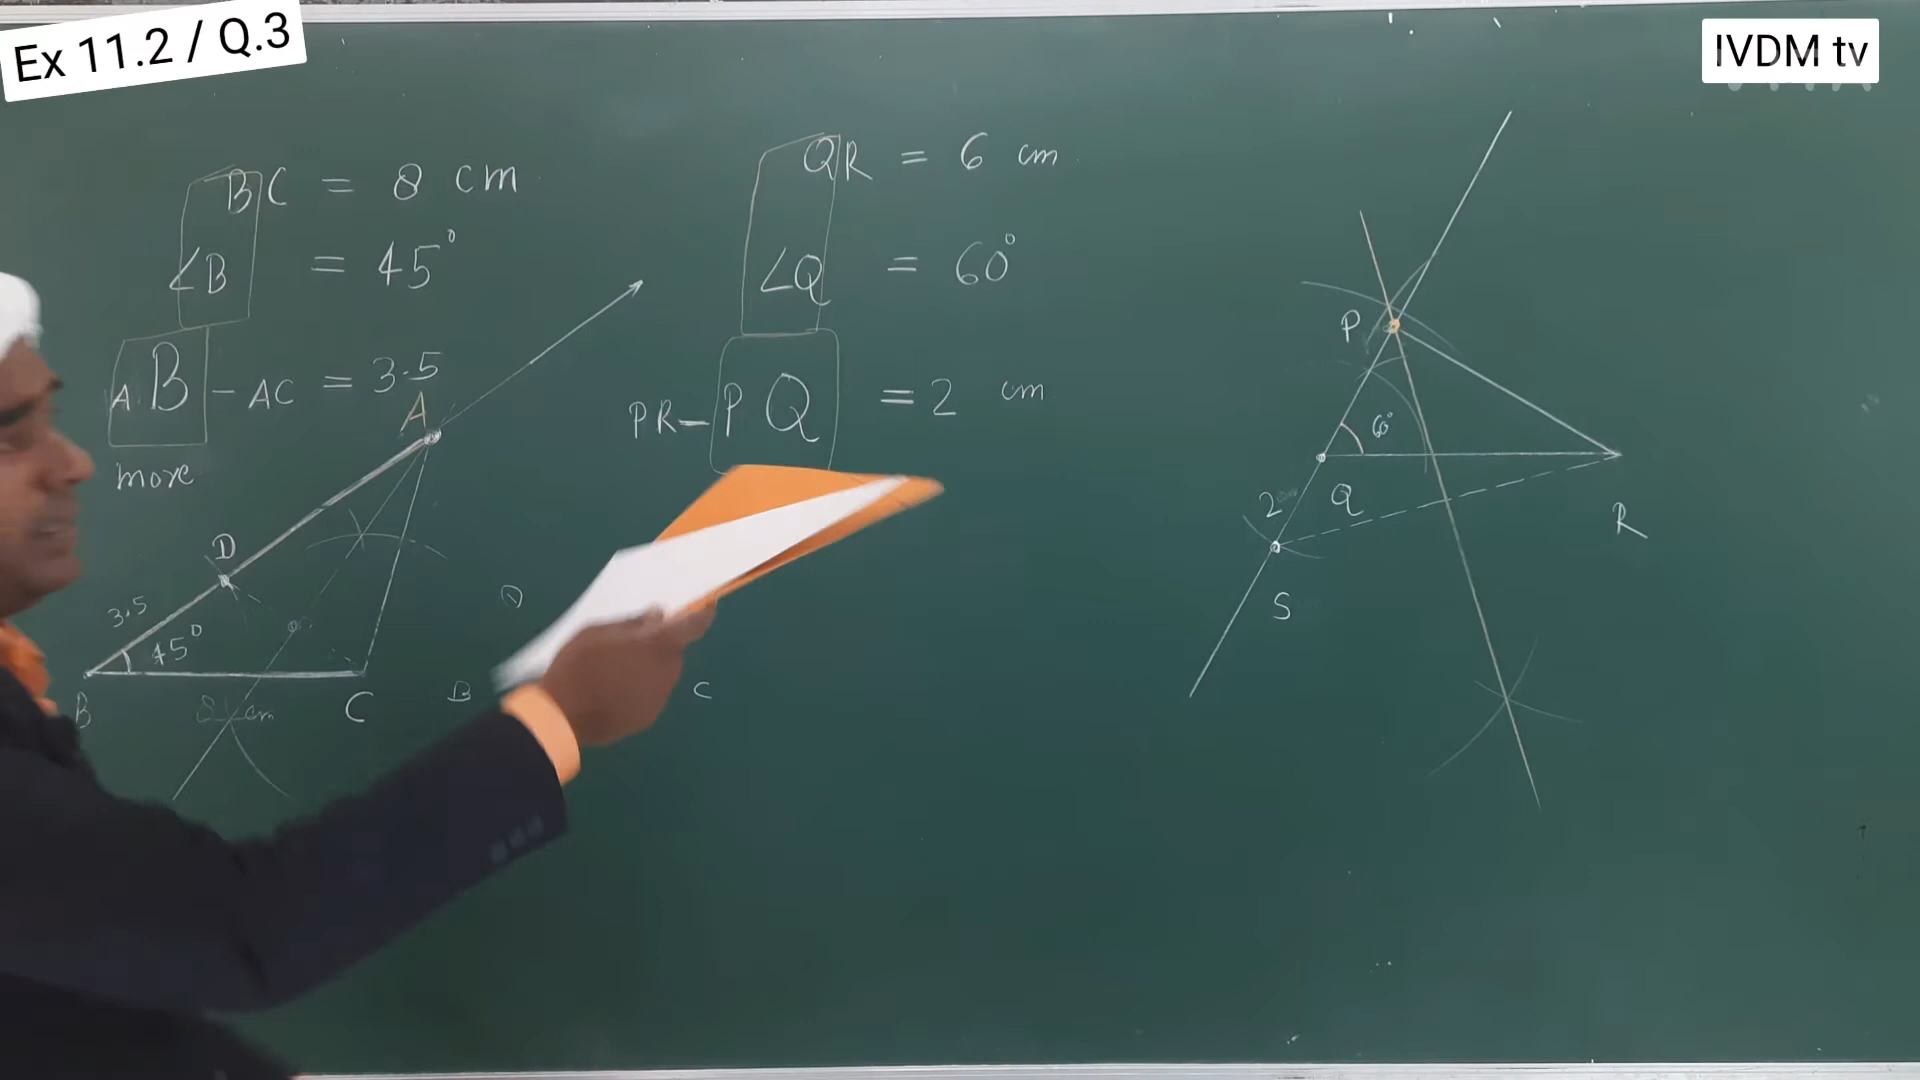 Ex 11.2 / Q.3
IVDM tv
BC = 8 cm
∠B = 45°
AB - AC = 3.5
more
QR = 6 cm
∠Q = 60°
PR - PQ = 2 cm
A
D
3.5
45°
B
C
cm
D
B
C
P
60°
Q
2
R
S